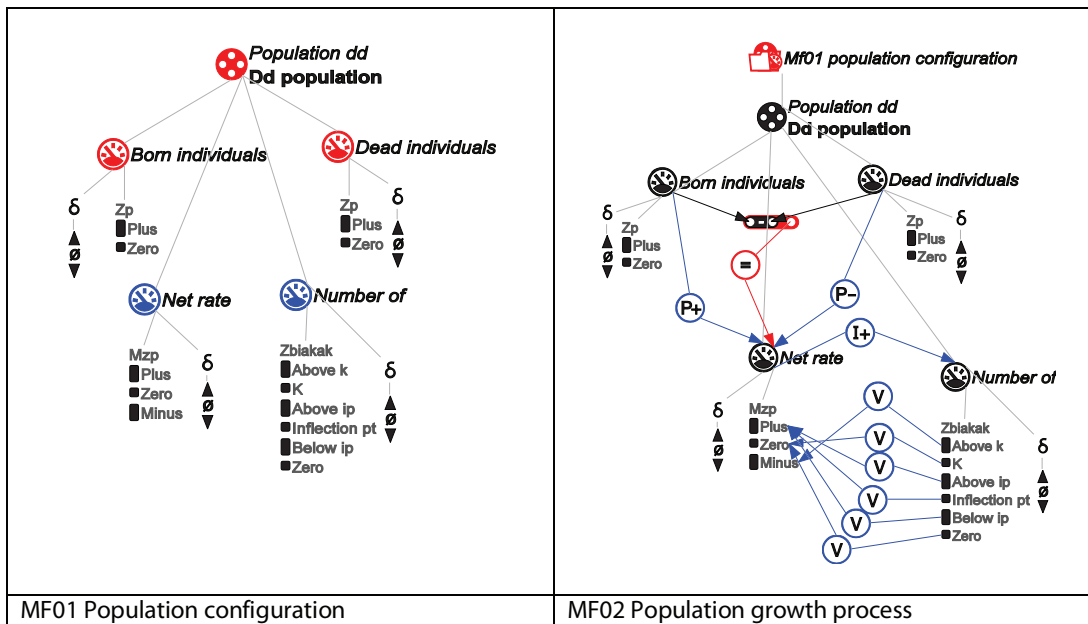 Population dd
Dd population
Born individuals
Dead individuals
δ
Zp
Plus
Zero
ø
Zp
Plus
Zero
δ
ø
Net rate
Number of
Mzp
Plus
Zero
Minus
δ
ø
Zbiakak
Above k
K
Above ip
Inflection pt
Below ip
Zero
δ
ø
MF01 Population configuration
Mf01 population configuration
Population dd
Dd population
Born individuals
Dead individuals
δ
Zp
Plus
Zero
ø
-
=
Zp
Plus
Zero
δ
ø
P+
P-
I+
Net rate
Number of
δ
ø
Mzp
Plus
Zero
Minus
V
V
V
V
V
V
Zbiakak
Above k
K
Above ip
Inflection pt
Below ip
Zero
δ
ø
MF02 Population growth process